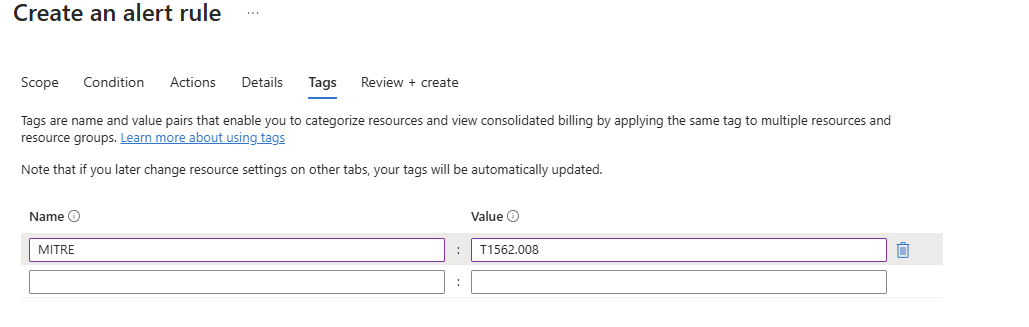 Create an alert rule ...
Scope Condition Actions Details Tags Review + create
Tags are name and value pairs that enable you to categorize resources and view consolidated billing by applying the same tag to multiple resources and
resource groups. Learn more about using tags
Note that if you later change resource settings on other tabs, your tags will be automatically updated.
Name Value
MITRE : T1562.008
: